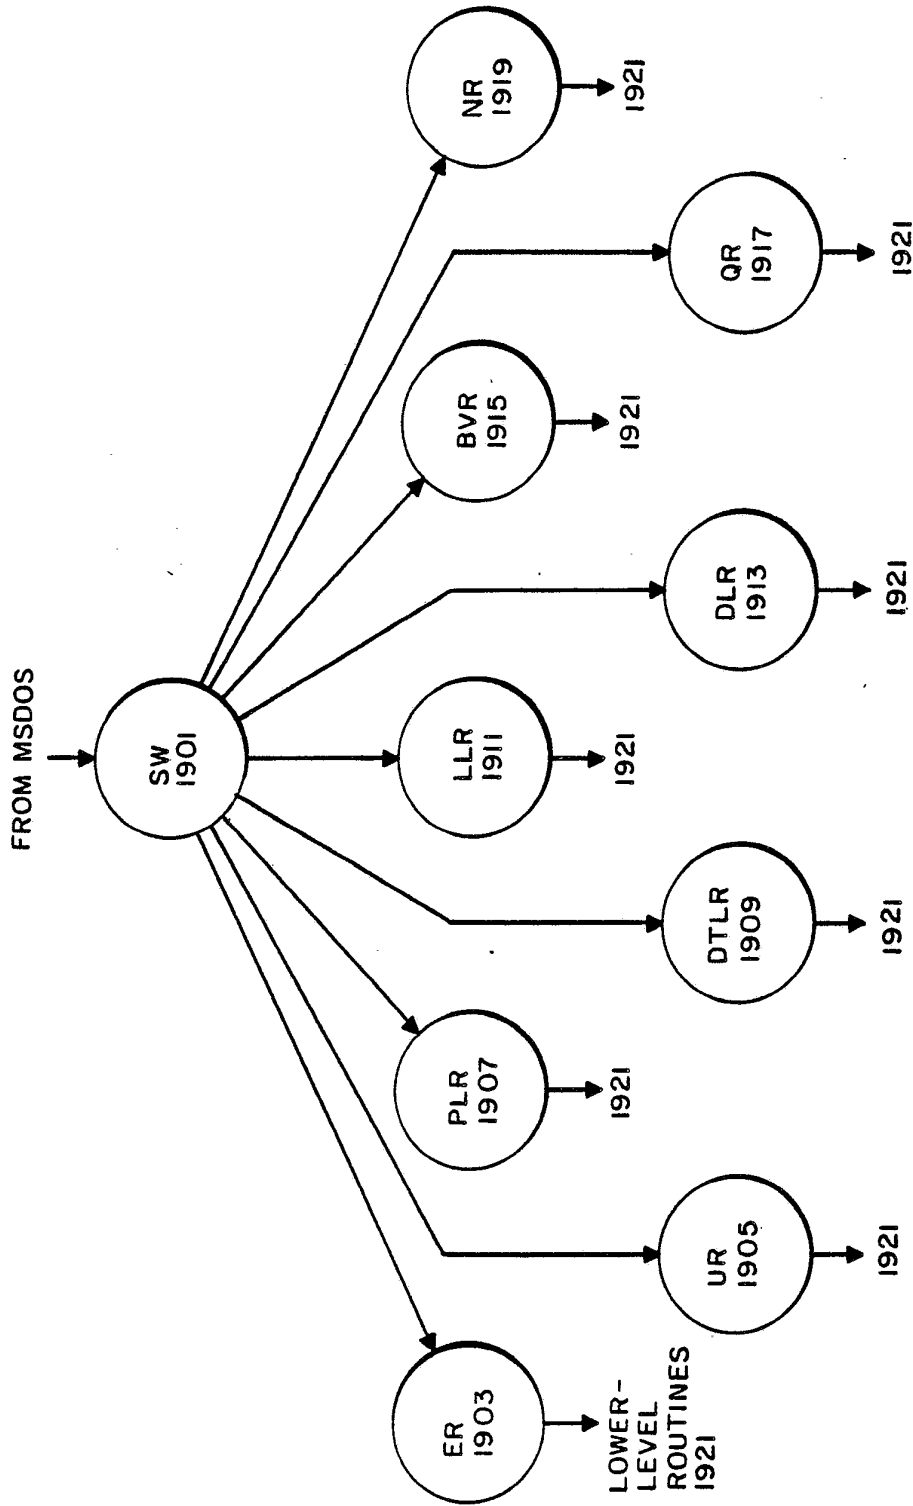 FROM MSDOS
SW
1901
ER
1903
LOWER-
LEVEL
ROUTINES
1921
UR
1905
1921
PLR
1907
1921
DTLR
1909
1921
LLR
1911
1921
DLR
1913
1921
BVR
1915
1921
QR
1917
1921
NR
1919
1921